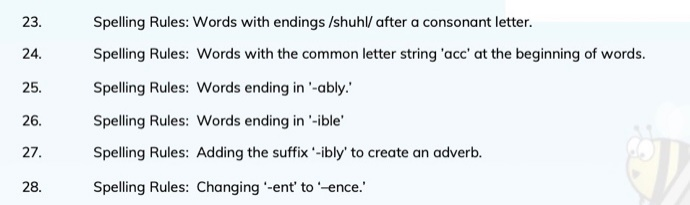 23. Spelling Rules: Words with endings /shuhl/ after a consonant letter.
24. Spelling Rules: Words with the common letter string 'acc' at the beginning of words.
25. Spelling Rules: Words ending in '-ably.'
26. Spelling Rules: Words ending in '-ible'
27. Spelling Rules: Adding the suffix '-ibly' to create an adverb.
28. Spelling Rules: Changing '-ent' to '–ence.'